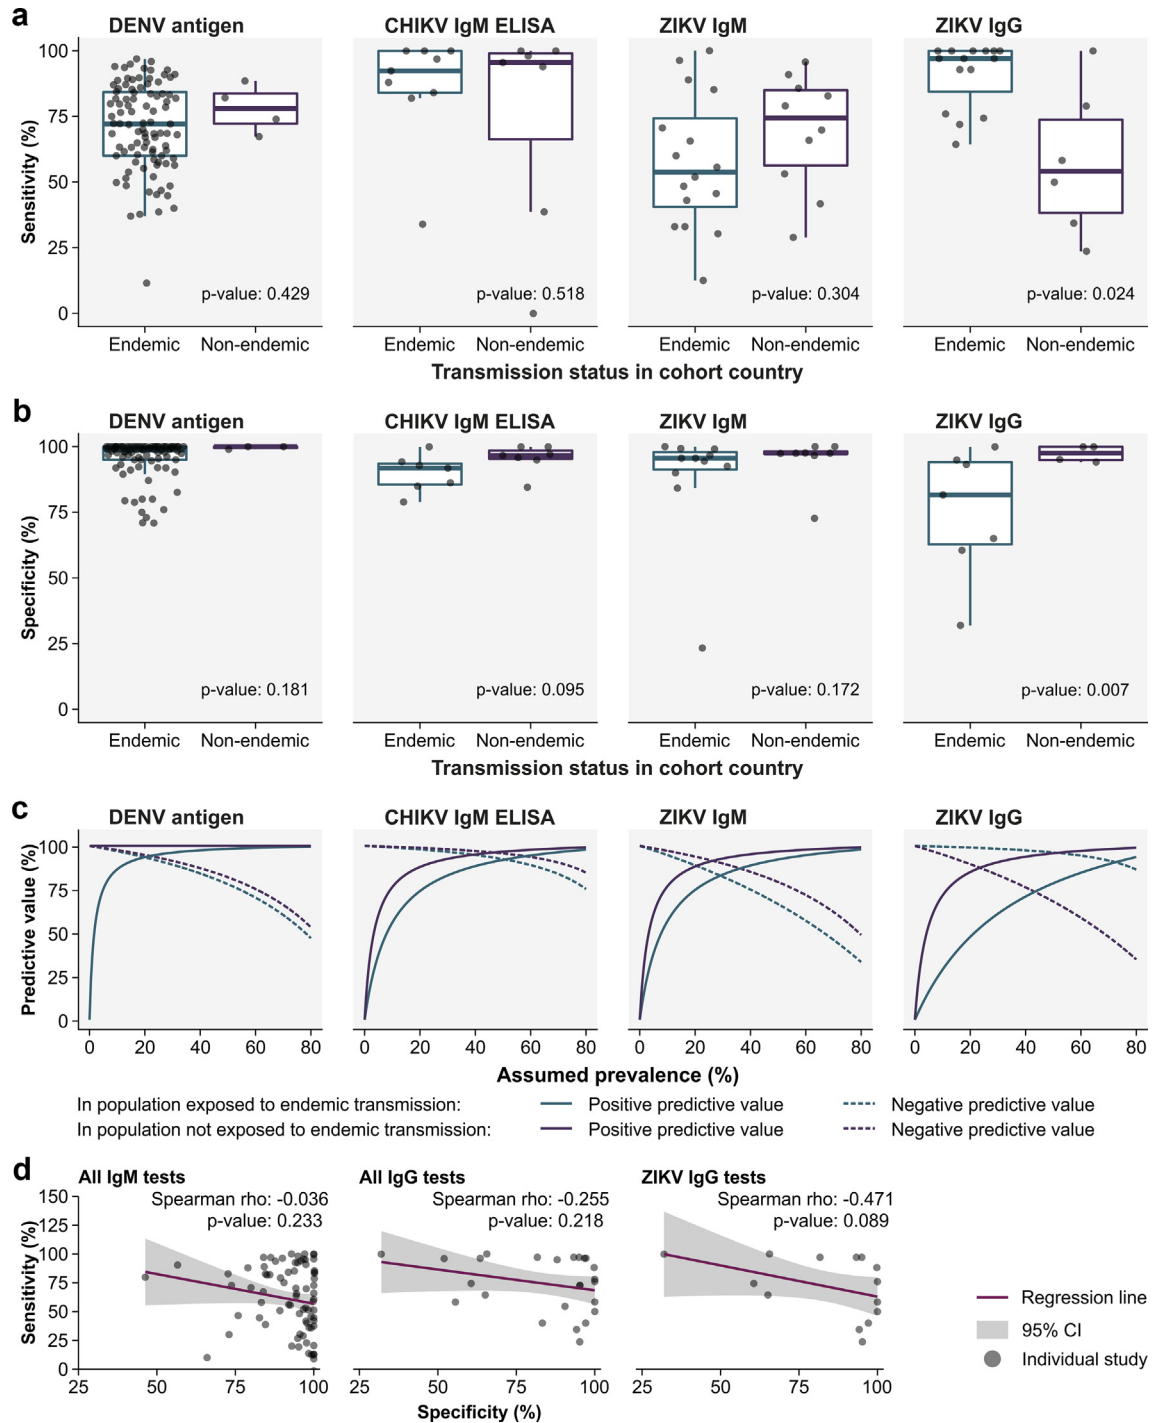 a
DENV antigen
CHIKV IgM ELISA
ZIKV IgM
ZIKV IgG
Sensitivity (%)
100
75
50
25
0
p-value: 0.429
p-value: 0.518
p-value: 0.304
p-value: 0.024
Endemic Non-endemic
Endemic Non-endemic
Endemic Non-endemic
Endemic Non-endemic
Transmission status in cohort country
b
DENV antigen
CHIKV IgM ELISA
ZIKV IgM
ZIKV IgG
Specificity (%)
100
75
50
25
0
p-value: 0.181
p-value: 0.095
p-value: 0.172
p-value: 0.007
Endemic Non-endemic
Endemic Non-endemic
Endemic Non-endemic
Endemic Non-endemic
Transmission status in cohort country
c
DENV antigen
CHIKV IgM ELISA
ZIKV IgM
ZIKV IgG
Predictive value (%)
100
75
50
25
0
0 20 40 60 80
0 20 40 60 80
0 20 40 60 80
0 20 40 60 80
Assumed prevalence (%)
In population exposed to endemic transmission: Positive predictive value Negative predictive value
In population not exposed to endemic transmission: Positive predictive value Negative predictive value
d
All IgM tests
Spearman rho: -0.036
p-value: 0.233
All IgG tests
Spearman rho: -0.255
p-value: 0.218
ZIKV IgG tests
Spearman rho: -0.471
p-value: 0.089
Sensitivity (%)
150
125
100
75
50
25
0
25 50 75 100
25 50 75 100
25 50 75 100
Specificity (%)
Regression line
95% CI
Individual study